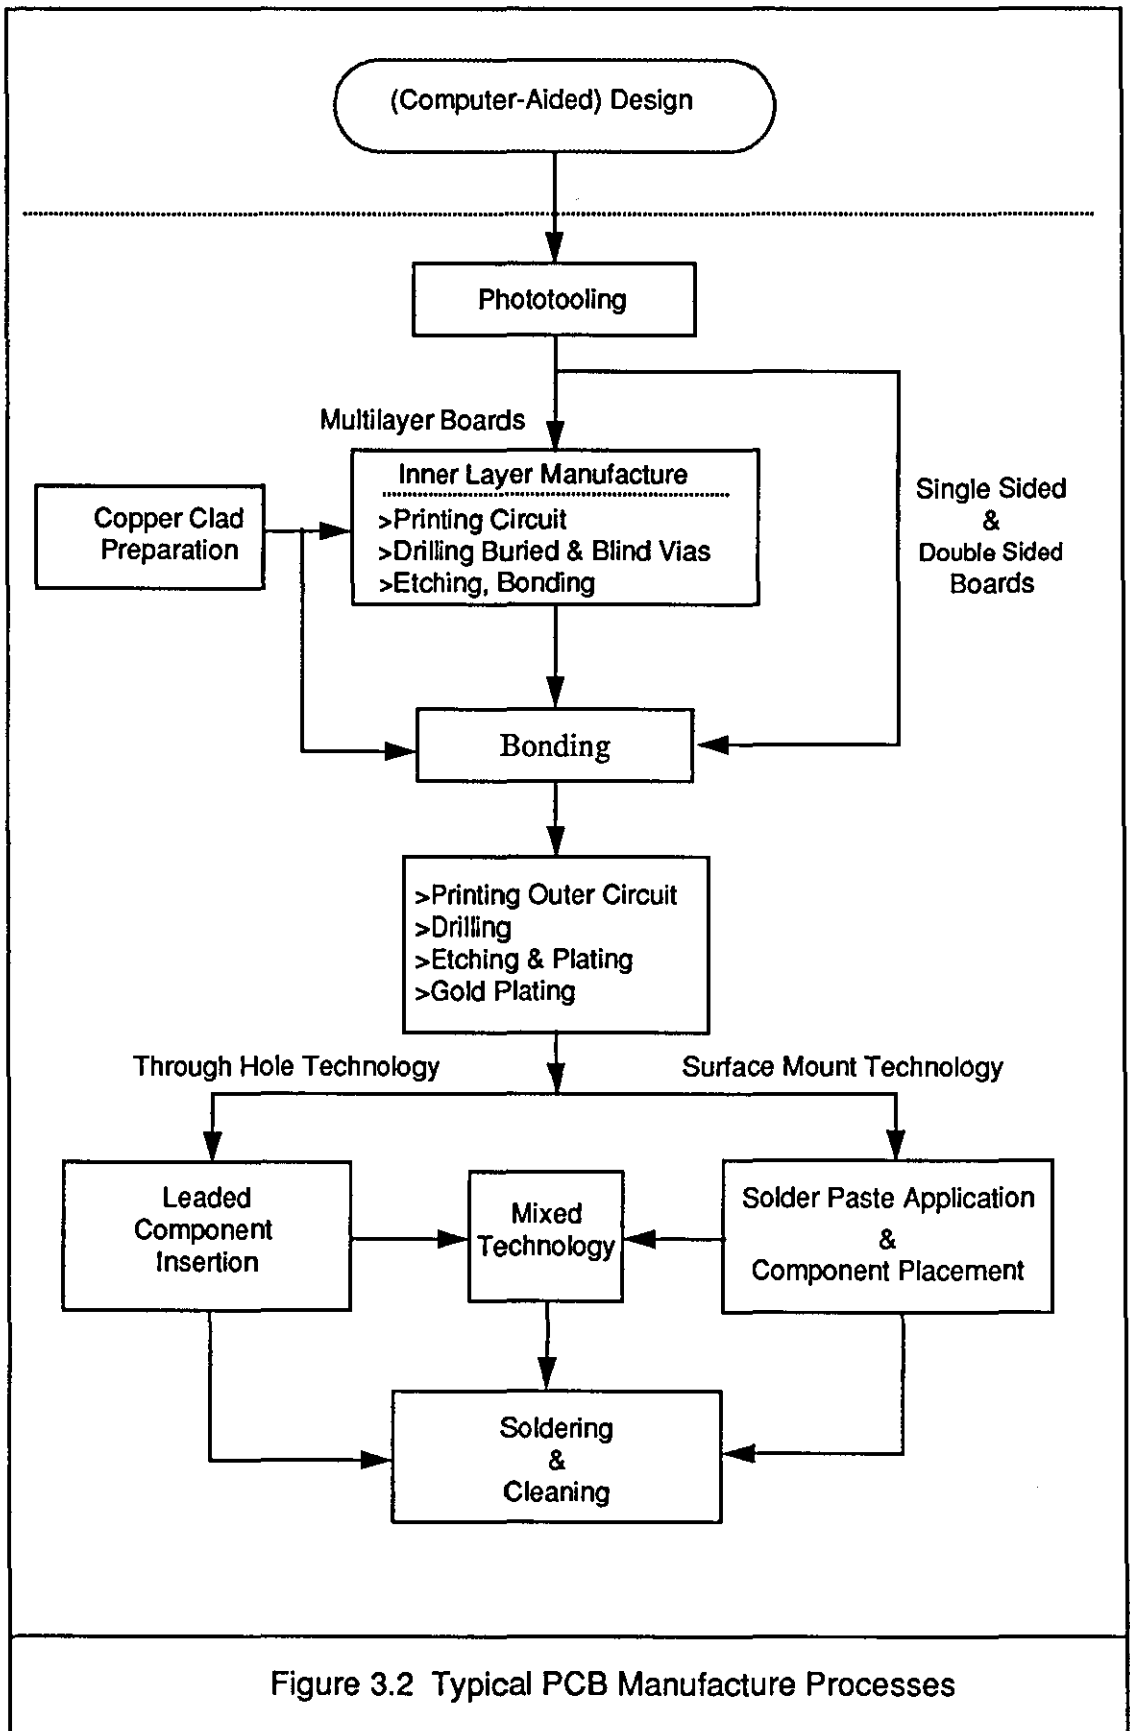 (Computer-Aided) Design
Phototooling
Multilayer Boards
Inner Layer Manufacture
>Printing Circuit
>Drilling Buried & Blind Vias
>Etching, Bonding
Copper Clad
Preparation
Single Sided
&
Double Sided
Boards
Bonding
>Printing Outer Circuit
>Drilling
>Etching & Plating
>Gold Plating
Through Hole Technology
Surface Mount Technology
Leaded
Component
Insertion
Mixed
Technology
Solder Paste Application
&
Component Placement
Soldering
&
Cleaning
Figure 3.2 Typical PCB Manufacture Processes